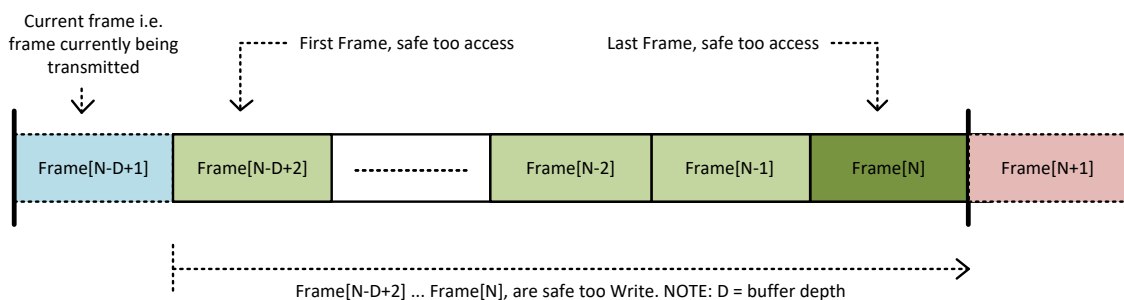 Current frame i.e.
frame currently being
transmitted
First Frame, safe too access
Last Frame, safe too access
Frame[N-D+1]
Frame[N-D+2]
Frame[N-2]
Frame[N-1]
Frame[N]
Frame[N+1]
Frame[N-D+2] ... Frame[N], are safe too Write. NOTE: D = buffer depth